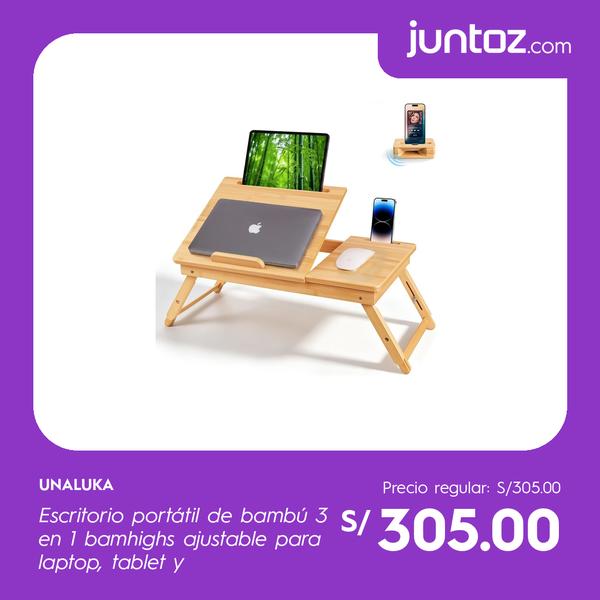 juntoz.com
UNALUKA
Escritorio portátil de bambú 3
en 1 bamhighs ajustable para
laptop, tablet y
Precio regular: S/305.00
S/ 305.00